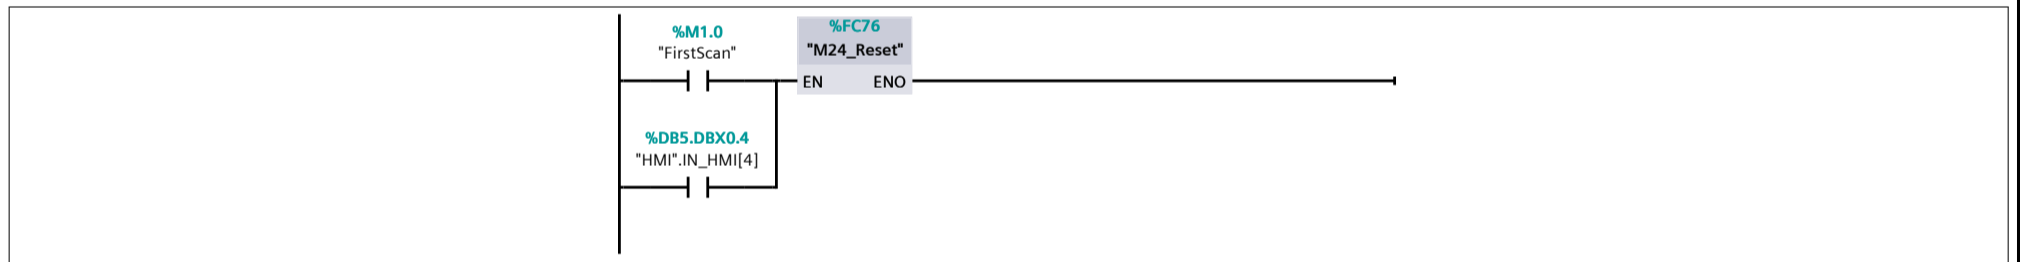 %M1.0
"FirstScan"
%FC76
"M24_Reset"
EN ENO
%DB5.DBX0.4
"HMI".IN_HMI[4]